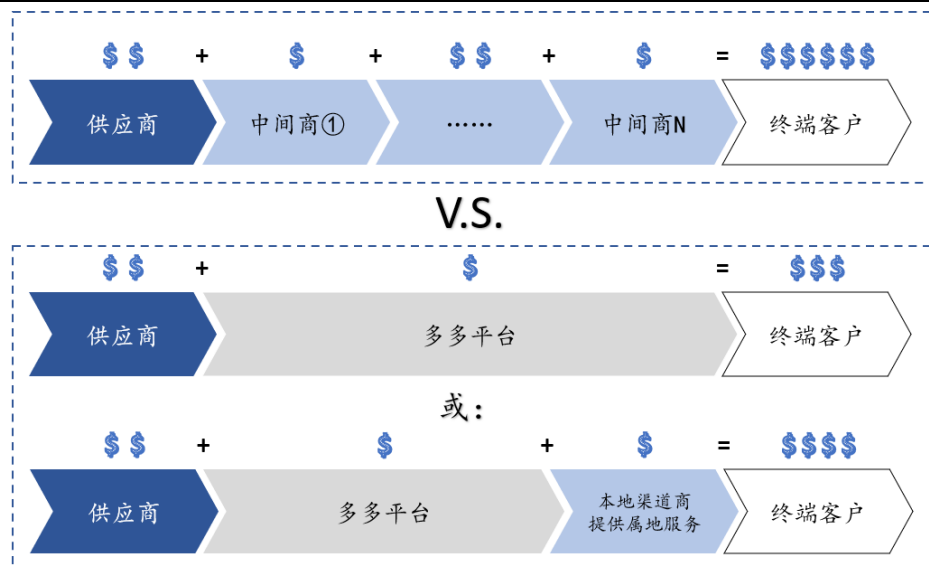 $ $ + $ + $ $ + $ = $$$$$$
供应商 中间商① …… 中间商N 终端客户
V.S.
$ $ + $ = $$$
供应商 多多平台 终端客户
或：
$ $ + $ + $ = $$$$
供应商 多多平台 本地渠道商 终端客户
提供属地服务